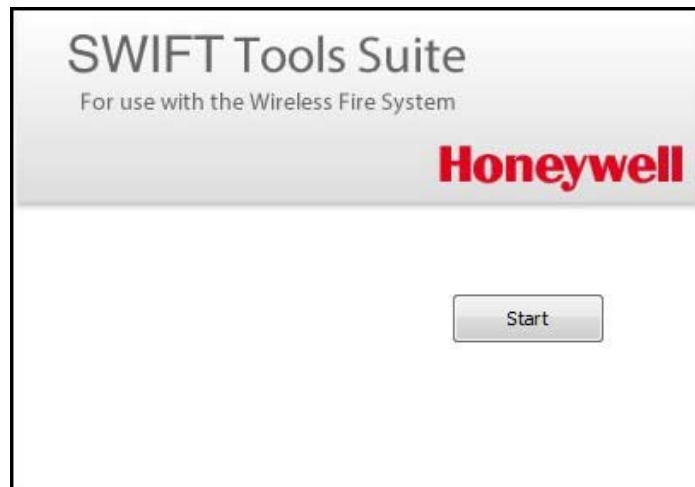 SWIFT Tools Suite
For use with the Wireless Fire System
Honeywell
Start